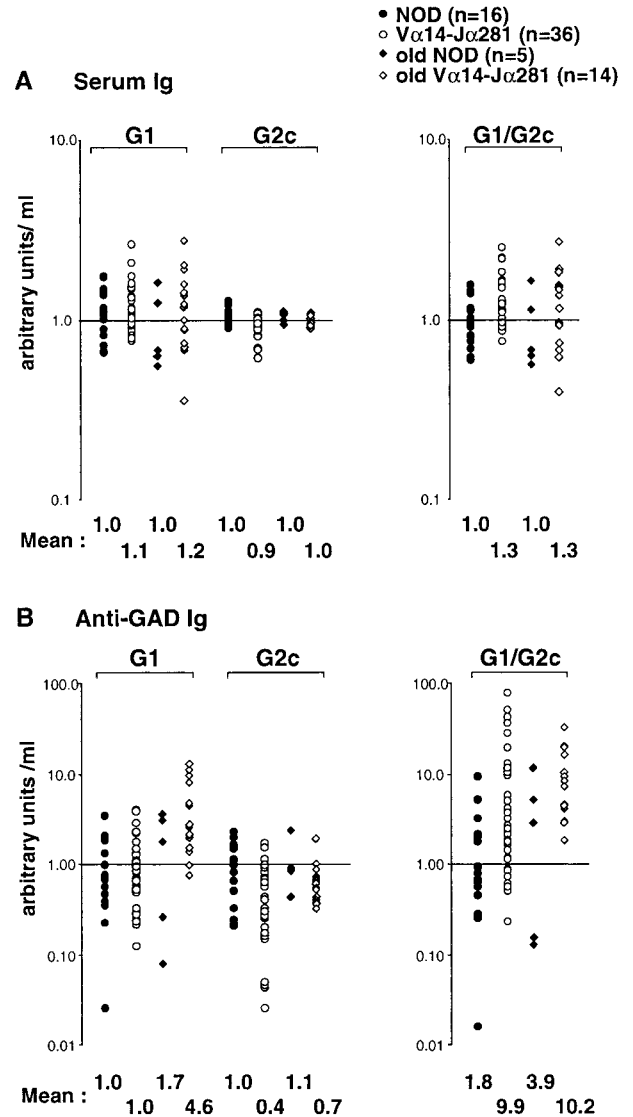 ● NOD (n=16)
○ Vα14-Jα281 (n=36)
◆ old NOD (n=5)
◇ old Vα14-Jα281 (n=14)
A Serum Ig
G1 G2c G1/G2c
10.0 10.0
arbitrary units/ ml
1.0 1.0
0.1 0.1
1.0 1.0 1.0 1.0 1.0 1.0
Mean : 1.1 1.2 0.9 1.0 1.3 1.3
B Anti-GAD Ig
G1 G2c G1/G2c
100.0 100.0
10.0 10.0
arbitrary units /ml
1.00 1.00
0.10 0.10
0.01 0.01
1.0 1.7 1.0 1.1 1.8 3.9
Mean : 1.0 4.6 0.4 0.7 9.9 10.2